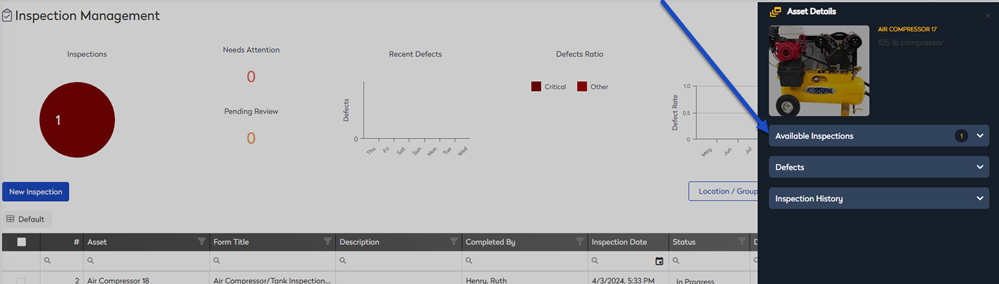 Inspection Management
Inspections
1
Needs Attention
0
Pending Review
0
Recent Defects
Defects
0
Thu Fri Sat Sun Mon Tue Wed
Defects Ratio
Critical Other
Defect Rate
1.0
0.5
0
May Jun Jul
New Inspection
Location / Group
Default
# Asset Form Title Description Completed By Inspection Date Status D
2 Air Compressor 18 Air Compressor/Tank Inspection... Henry, Ruth 4/3/2024, 5:33 PM In Progress
Asset Details
AIR COMPRESSOR 17
125 lb compressor
Available Inspections 1
Defects
Inspection History